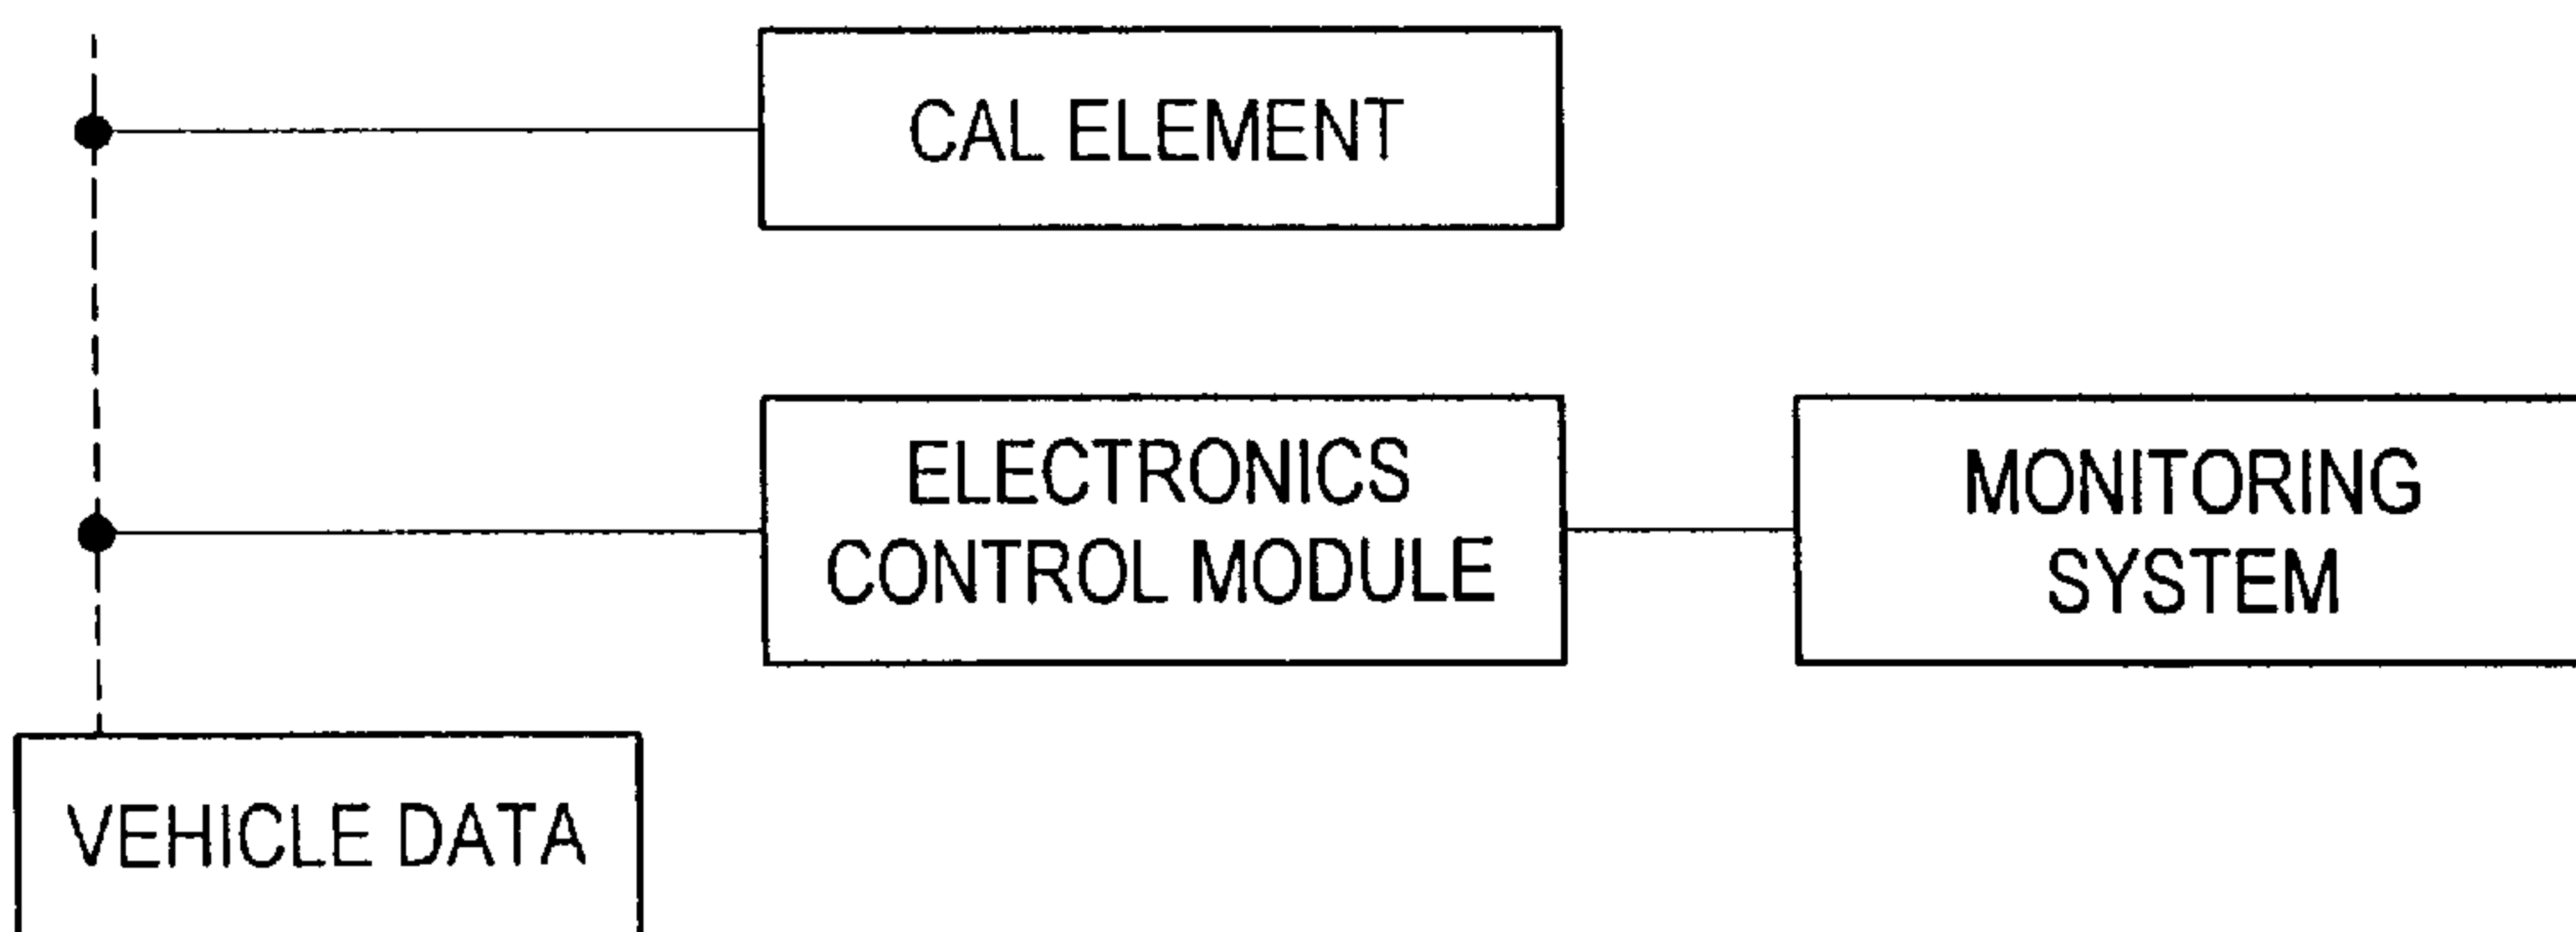 CAL ELEMENT
ELECTRONICS
CONTROL MODULE
MONITORING
SYSTEM
VEHICLE DATA